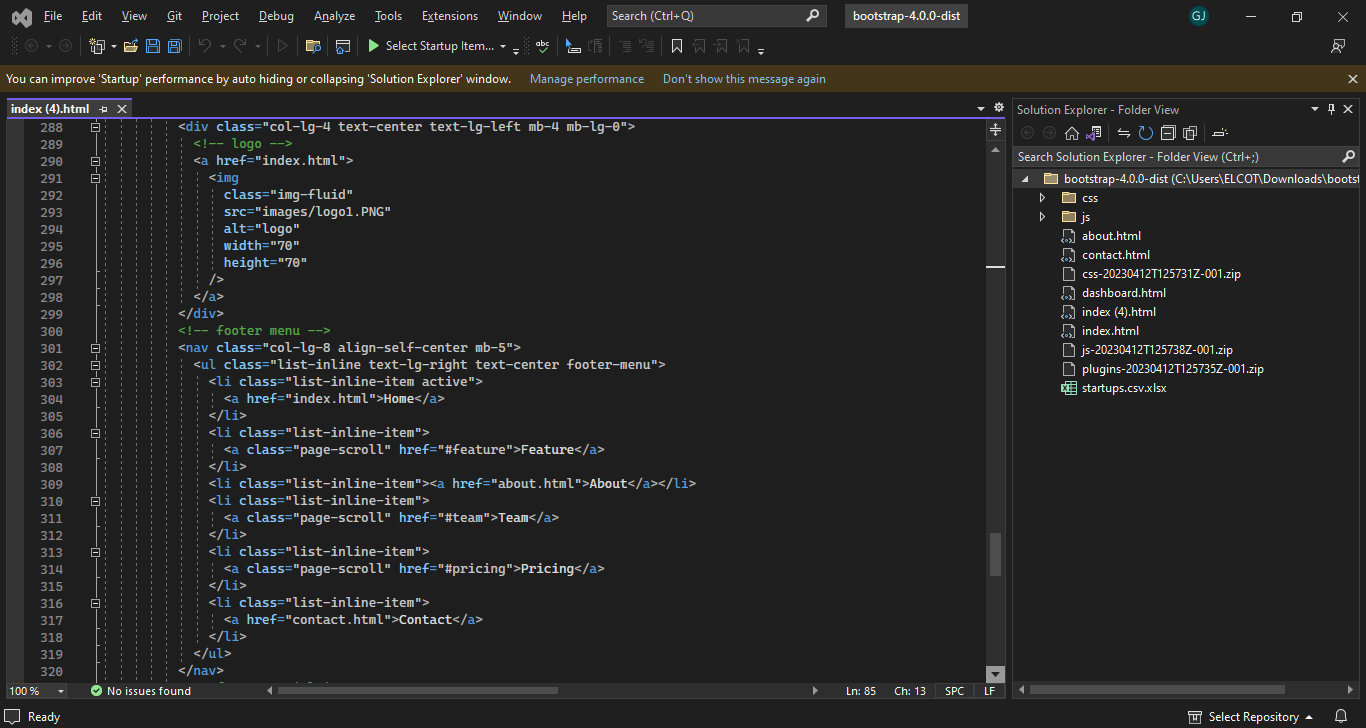 File Edit View Git Project Debug Analyze Tools Extensions Window Help Search (Ctrl+Q) bootstrap-4.0.0-dist GJ
Select Startup Item... abc
You can improve 'Startup' performance by auto hiding or collapsing 'Solution Explorer' window. Manage performance Don't show this message again
index (4).html
288 <div class="col-lg-4 text-center text-lg-left mb-4 mb-lg-0">
289 <!-- logo -->
290 <a href="index.html">
291 <img
292 class="img-fluid"
293 src="images/logo1.PNG"
294 alt="logo"
295 width="70"
296 height="70"
297 />
298 </a>
299 </div>
300 <!-- footer menu -->
301 <nav class="col-lg-8 align-self-center mb-5">
302 <ul class="list-inline text-lg-right text-center footer-menu">
303 <li class="list-inline-item active">
304 <a href="index.html">Home</a>
305 </li>
306 <li class="list-inline-item">
307 <a class="page-scroll" href="#feature">Feature</a>
308 </li>
309 <li class="list-inline-item"><a href="about.html">About</a></li>
310 <li class="list-inline-item">
311 <a class="page-scroll" href="#team">Team</a>
312 </li>
313 <li class="list-inline-item">
314 <a class="page-scroll" href="#pricing">Pricing</a>
315 </li>
316 <li class="list-inline-item">
317 <a href="contact.html">Contact</a>
318 </li>
319 </ul>
320 </nav>
100 % No issues found Ln: 85 Ch: 13 SPC LF
Solution Explorer - Folder View
Search Solution Explorer - Folder View (Ctrl+;)
bootstrap-4.0.0-dist (C:\Users\ELCOT\Downloads\bootst
css
js
about.html
contact.html
css-20230412T125731Z-001.zip
dashboard.html
index (4).html
index.html
js-20230412T125738Z-001.zip
plugins-20230412T125735Z-001.zip
startups.csv.xlsx
Ready Select Repository